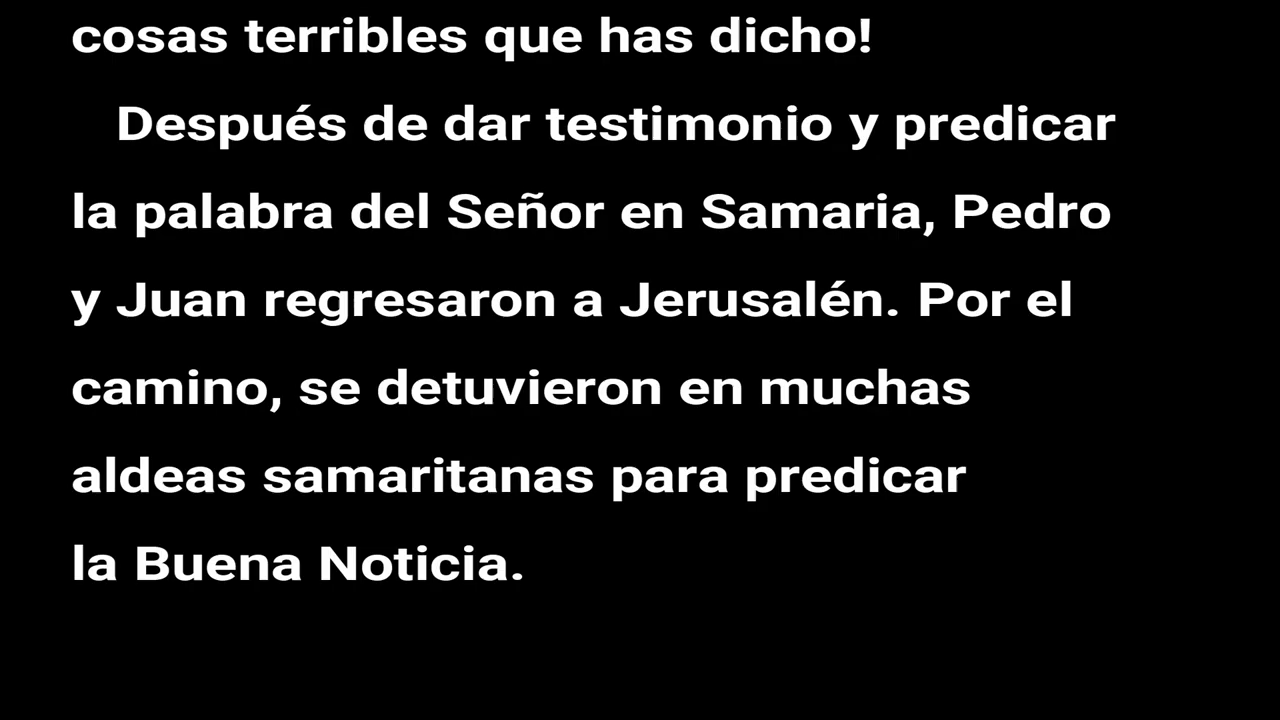 cosas terribles que has dicho!
Después de dar testimonio y predicar
la palabra del Señor en Samaria, Pedro
y Juan regresaron a Jerusalén. Por el
camino, se detuvieron en muchas
aldeas samaritanas para predicar
la Buena Noticia.